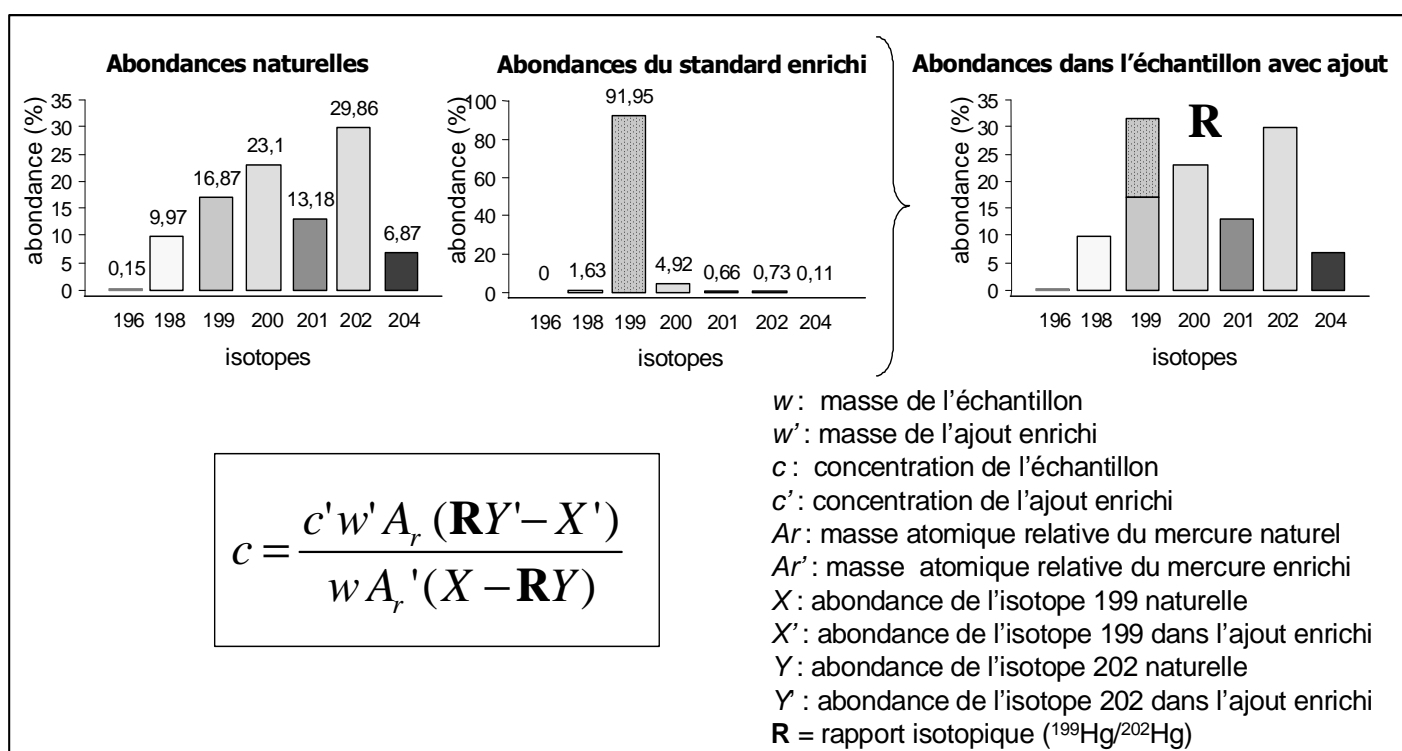 Abondances naturelles
abondance (%)
35
30
25
20
15
10
5
0
0,15
9,97
16,87
23,1
13,18
29,86
6,87
196 198 199 200 201 202 204
isotopes
Abondances du standard enrichi
abondance (%)
100
80
60
40
20
0
0
1,63
91,95
4,92
0,66
0,73
0,11
196 198 199 200 201 202 204
isotopes
Abondances dans l'échantillon avec ajout
abondance (%)
35
30
25
20
15
10
5
0
R
196 198 199 200 201 202 204
isotopes
c = c'w'A_r (RY'−X') / wA_r'(X−RY)
w : masse de l'échantillon
w' : masse de l'ajout enrichi
c : concentration de l'échantillon
c' : concentration de l'ajout enrichi
Ar : masse atomique relative du mercure naturel
Ar' : masse atomique relative du mercure enrichi
X : abondance de l'isotope 199 naturelle
X' : abondance de l'isotope 199 dans l'ajout enrichi
Y : abondance de l'isotope 202 naturelle
Y' : abondance de l'isotope 202 dans l'ajout enrichi
R = rapport isotopique (¹⁹⁹Hg/²⁰²Hg)